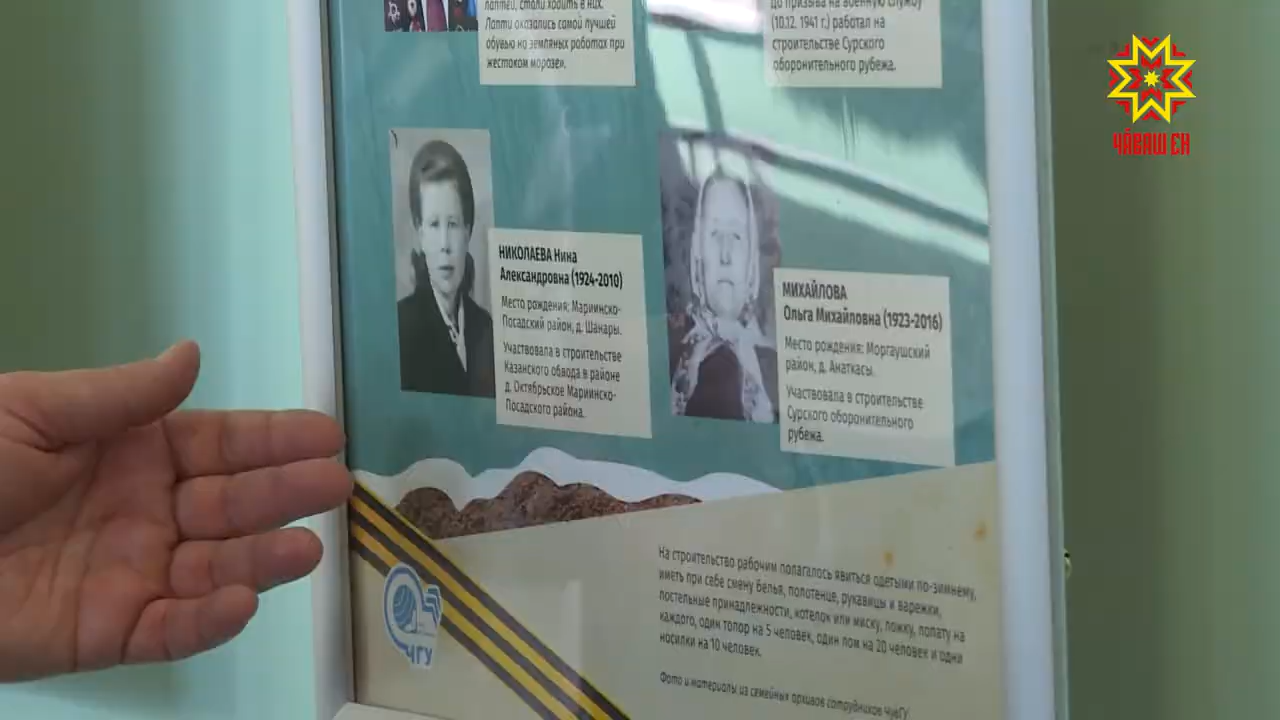 лаптей, стали ходить в них.
Лапти оказались самой лучшей
обувью на земляных работах при
жестоком морозе».
до призыва на военную службу
(10.12. 1941 г.) работал на
строительстве Сурского
оборонительного рубежа.
ЧӐВАШ ЕН
НИКОЛАЕВА Нина
Александровна (1924-2010)
Место рождения: Мариинско-
Посадский район, д. Шанары.
Участвовала в строительстве
Казанского обвода в районе
д. Октябрьское Мариинско-
Посадского района.
МИХАЙЛОВА
Ольга Михайловна (1923-2016)
Место рождения: Моргаушский
район, д. Анаткасы.
Участвовала в строительстве
Сурского оборонительного
рубежа.
На строительство рабочим полагалось явиться одетыми по-зимнему,
иметь при себе смену белья, полотенце, рукавицы и варежки,
постельные принадлежности, котелок или миску, ложку, лопату на
каждого, один топор на 5 человек, один лом на 20 человек и одни
носилки на 10 человек.
Фото и материалы из семейных архивов сотрудников ЧувГУ
ЧГУ